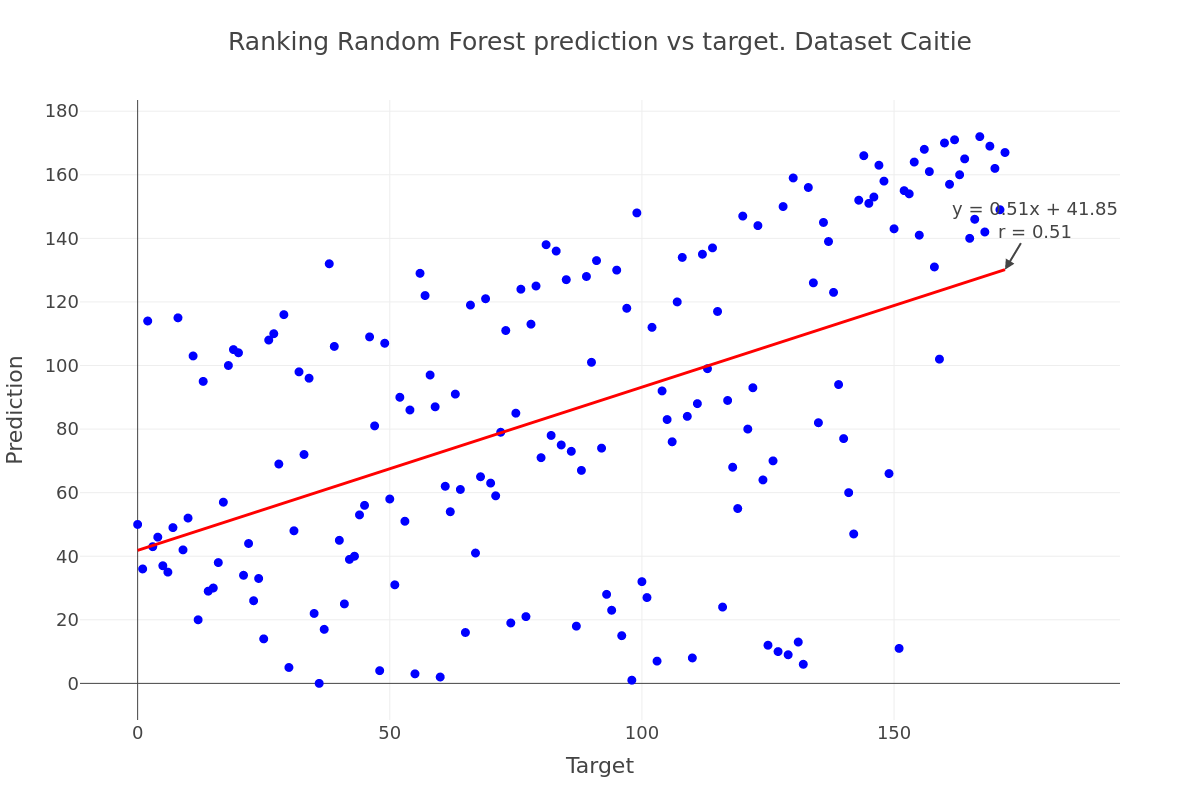 Ranking Random Forest prediction vs target. Dataset Caitie
180
160
140
120
100
80
60
40
20
0
Prediction
y = 0.51x + 41.85
r = 0.51
0 50 100 150
Target